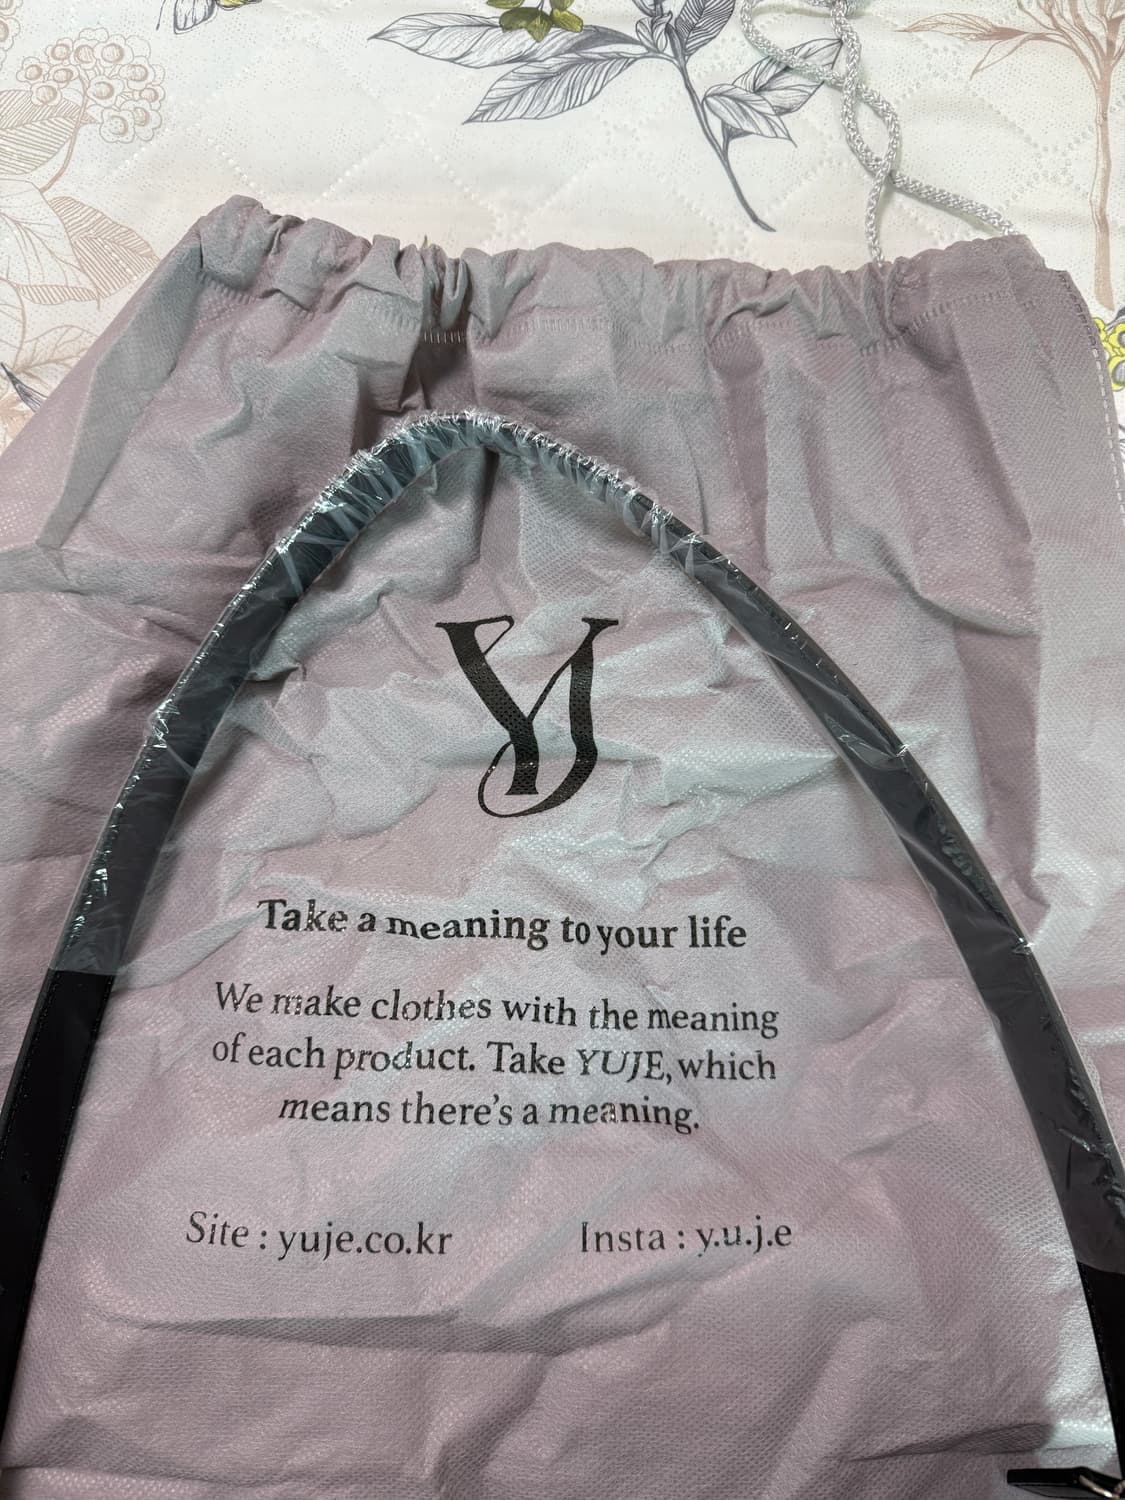 YJ
Take a meaning to your life
We make clothes with the meaning
of each product. Take YUJE, which
means there's a meaning.
Site : yuje.co.kr Insta : y.u.j.e